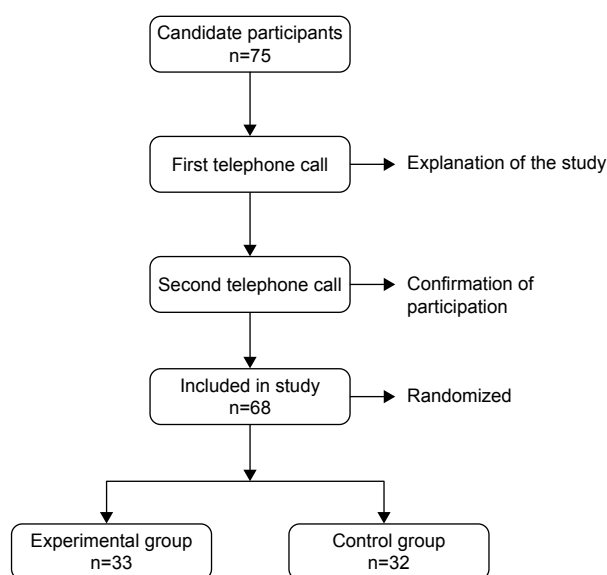 Candidate participants
n=75
First telephone call
Explanation of the study
Second telephone call
Confirmation of
participation
Included in study
n=68
Randomized
Experimental group
n=33
Control group
n=32